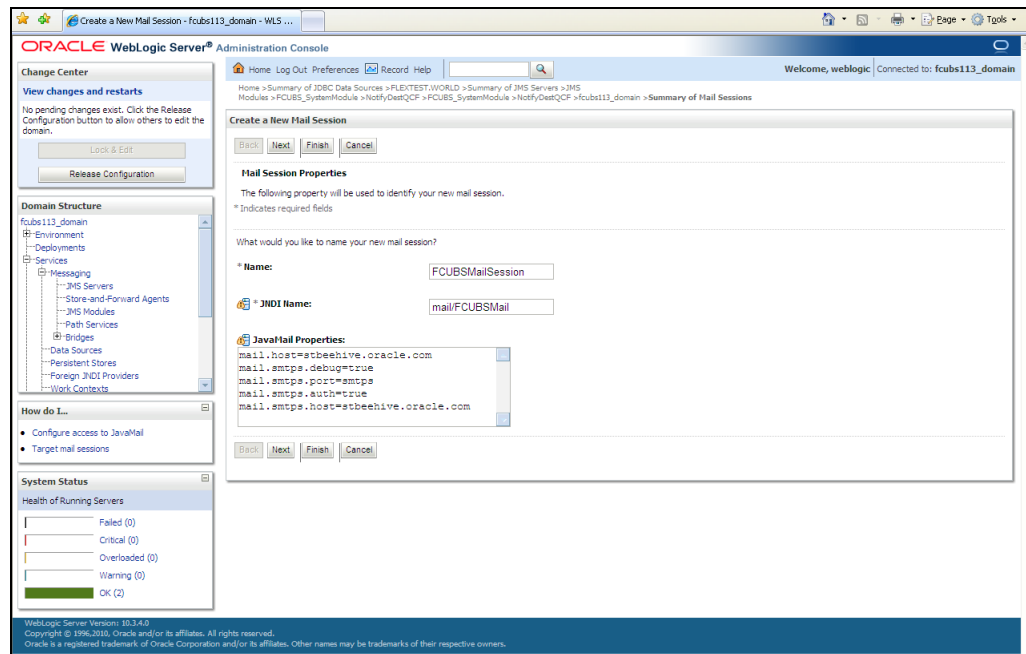 Create a New Mail Session - fcubs113_domain - WLS ...
Page
Tools
ORACLE WebLogic Server® Administration Console
Change Center
View changes and restarts
No pending changes exist. Click the Release
Configuration button to allow others to edit the
domain.
Lock & Edit
Release Configuration
Domain Structure
fcubs113_domain
Environment
Deployments
Services
Messaging
JMS Servers
Store-and-Forward Agents
JMS Modules
Path Services
Bridges
Data Sources
Persistent Stores
Foreign JNDI Providers
Work Contexts
How do I...
Configure access to JavaMail
Target mail sessions
System Status
Health of Running Servers
Failed (0)
Critical (0)
Overloaded (0)
Warning (0)
OK (2)
Home Log Out Preferences Record Help
Welcome, weblogic Connected to: fcubs113_domain
Home >Summary of JDBC Data Sources >FLEXTEST.WORLD >Summary of JMS Servers >JMS
Modules >FCUBS_SystemModule >NotifyDestQCF >FCUBS_SystemModule >NotifyDestQCF >fcubs113_domain >Summary of Mail Sessions
Create a New Mail Session
Back Next Finish Cancel
Mail Session Properties
The following property will be used to identify your new mail session.
* Indicates required fields
What would you like to name your new mail session?
* Name: FCUBSMailSession
* JNDI Name: mail/FCUBSMail
JavaMail Properties:
mail.host=stbeehive.oracle.com
mail.smtps.debug=true
mail.smtps.port=smtps
mail.smtps.auth=true
mail.smtps.host=stbeehive.oracle.com
Back Next Finish Cancel
WebLogic Server Version: 10.3.4.0
Copyright © 1996,2010, Oracle and/or its affiliates. All rights reserved.
Oracle is a registered trademark of Oracle Corporation and/or its affiliates. Other names may be trademarks of their respective owners.